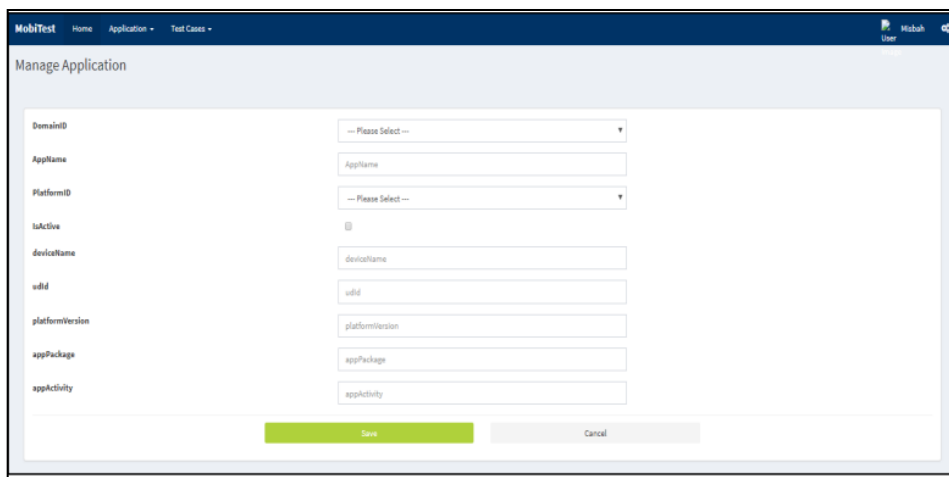 MobiTest Home Application Test Cases User Misbah
Manage Application
DomainID --- Please Select ---
AppName AppName
PlatformID --- Please Select ---
IsActive
deviceName deviceName
udid udid
platformVersion platformVersion
appPackage appPackage
appActivity appActivity
Save Cancel